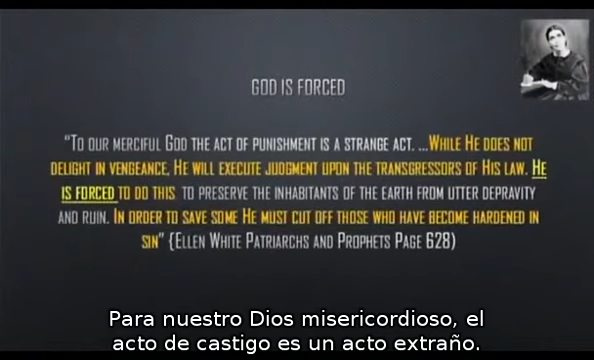 GOD IS FORCED
"TO OUR MERCIFUL GOD THE ACT OF PUNISHMENT IS A STRANGE ACT. ...WHILE HE DOES NOT
DELIGHT IN VENGEANCE, HE WILL EXECUTE JUDGMENT UPON THE TRANSGRESSORS OF HIS LAW. HE
IS FORCED TO DO THIS, TO PRESERVE THE INHABITANTS OF THE EARTH FROM UTTER DEPRAVITY
AND RUIN. IN ORDER TO SAVE SOME HE MUST CUT OFF THOSE WHO HAVE BECOME HARDENED IN
SIN" {ELLEN WHITE PATRIARCHS AND PROPHETS PAGE 628)
Para nuestro Dios misericordioso, el
acto de castigo es un acto extraño.